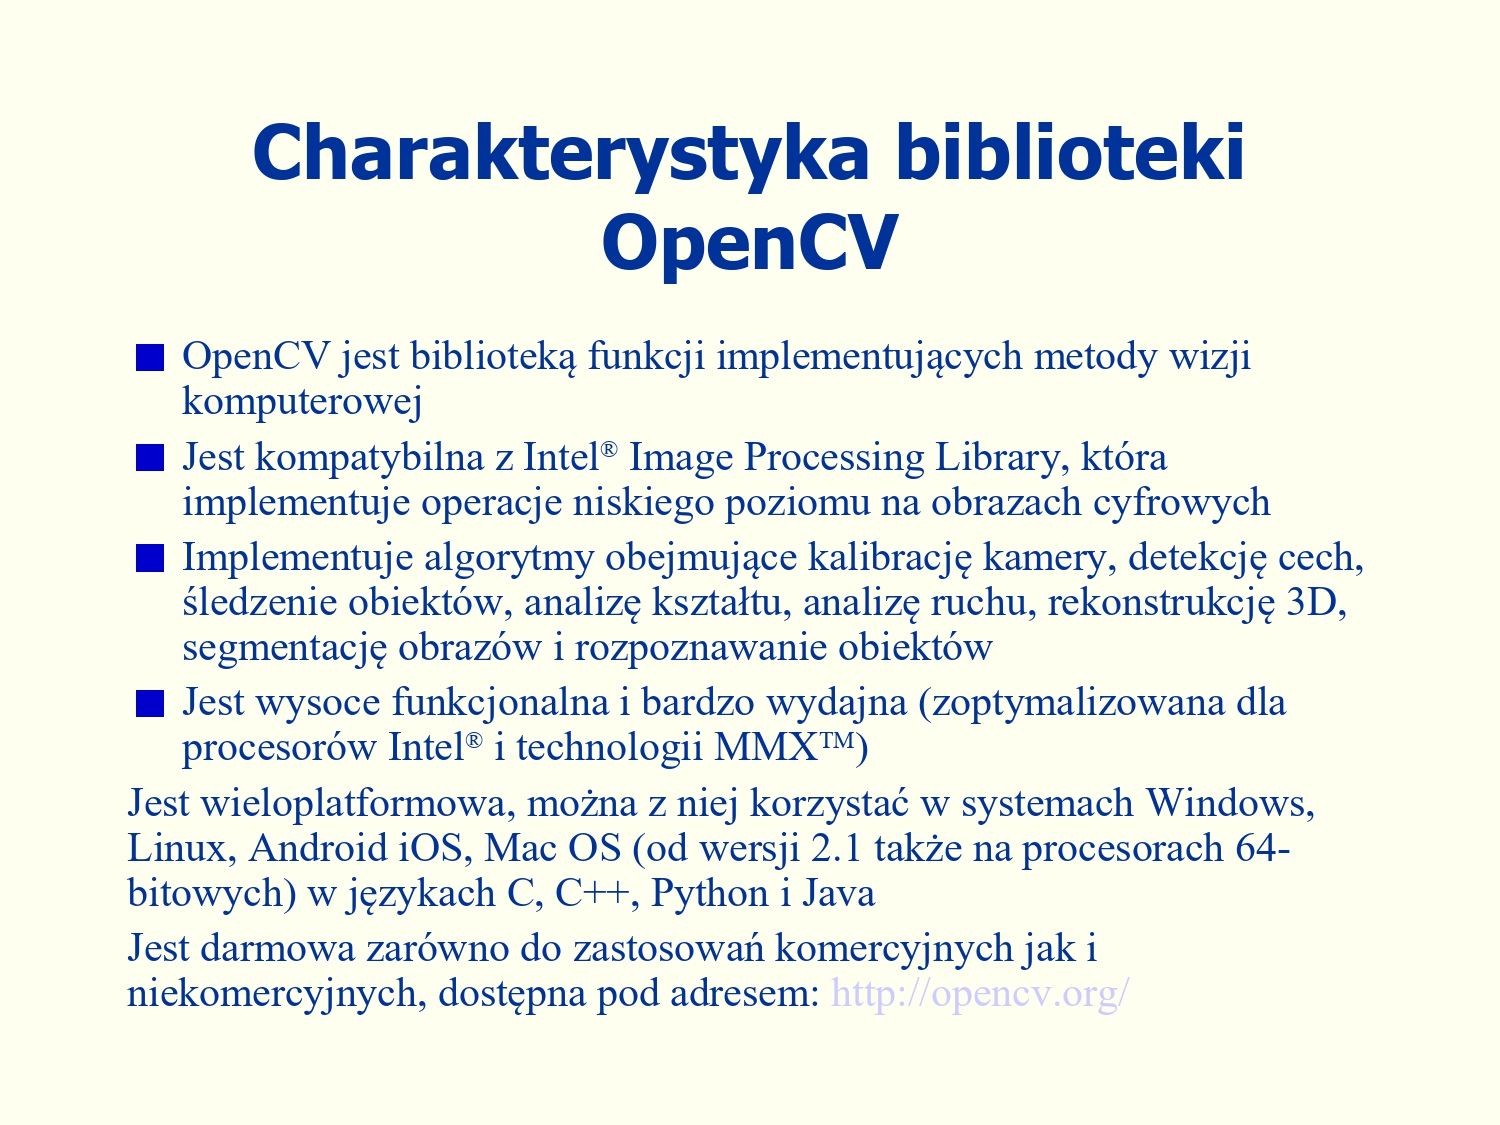 Charakterystyka biblioteki
OpenCV
OpenCV jest biblioteką funkcji implementujących metody wizji
komputerowej
Jest kompatybilna z Intel® Image Processing Library, która
implementuje operacje niskiego poziomu na obrazach cyfrowych
Implementuje algorytmy obejmujące kalibrację kamery, detekcję cech,
śledzenie obiektów, analizę kształtu, analizę ruchu, rekonstrukcję 3D,
segmentację obrazów i rozpoznawanie obiektów
Jest wysoce funkcjonalna i bardzo wydajna (zoptymalizowana dla
procesorów Intel® i technologii MMX™)
Jest wieloplatformowa, można z niej korzystać w systemach Windows,
Linux, Android iOS, Mac OS (od wersji 2.1 także na procesorach 64-
bitowych) w językach C, C++, Python i Java
Jest darmowa zarówno do zastosowań komercyjnych jak i
niekomercyjnych, dostępna pod adresem: http://opencv.org/